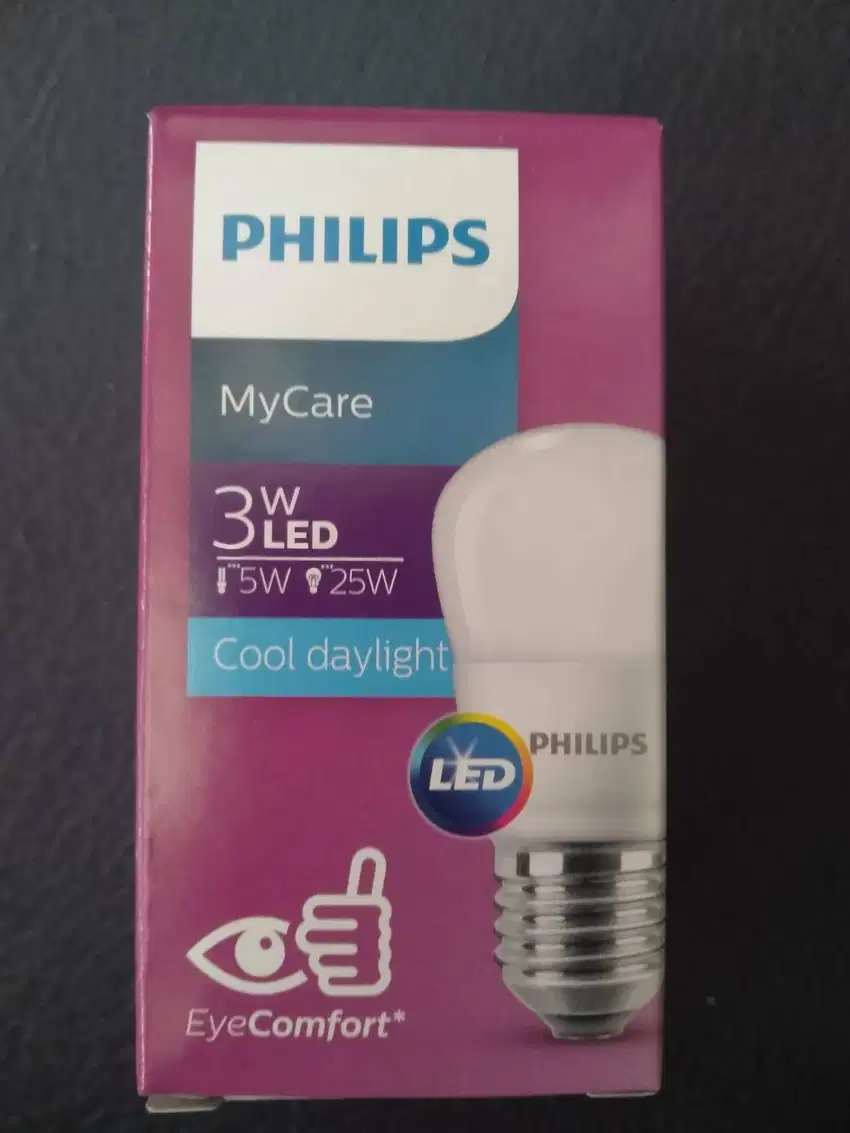 PHILIPS
MyCare
3W
LED
5W 25W
Cool daylight
LED
PHILIPS
EyeComfort*